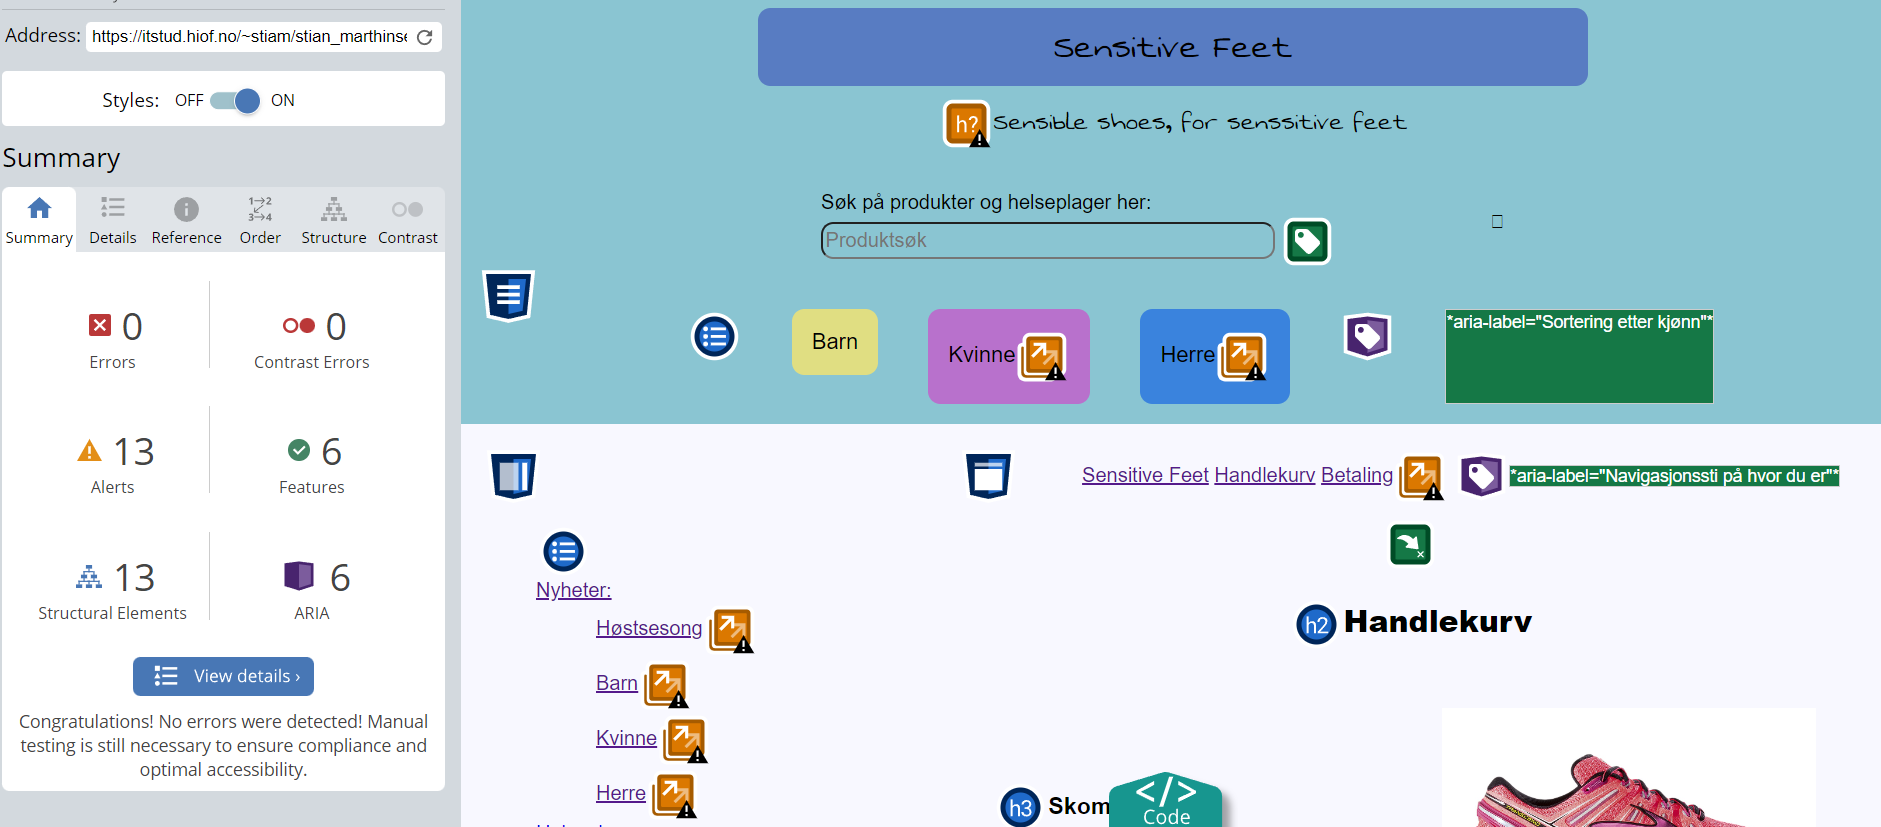 Address: https://itstud.hiof.no/~stiam/stian_marthinse
Styles: OFF ON
Summary
Summary Details Reference Order Structure Contrast
0 Errors
0 Contrast Errors
13 Alerts
6 Features
13 Structural Elements
6 ARIA
View details ›
Congratulations! No errors were detected! Manual
testing is still necessary to ensure compliance and
optimal accessibility.
Sensitive Feet
h? Sensible shoes, for senssitive feet
Søk på produkter og helseplager her:
Produktsøk
Barn
Kvinne
Herre
*aria-label="Sortering etter kjønn"*
Sensitive Feet Handlekurv Betaling
*aria-label="Navigasjonssti på hvor du er"*
Nyheter:
Høstsesong
Barn
Kvinne
Herre
h2 Handlekurv
h3 Skom
</>
Code